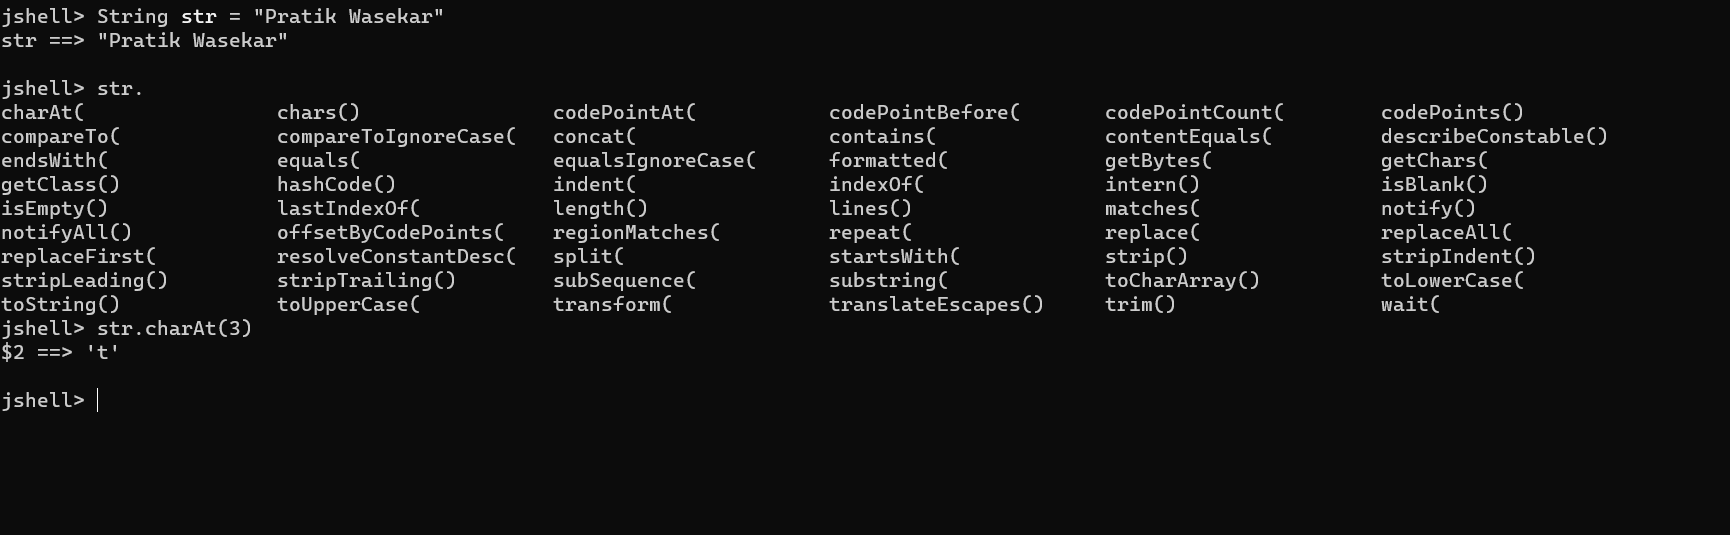 jshell> String str = "Pratik Wasekar"
str ==> "Pratik Wasekar"
jshell> str.
charAt( chars() codePointAt( codePointBefore( codePointCount( codePoints()
compareTo( compareToIgnoreCase( concat( contains( contentEquals( describeConstable()
endsWith( equals( equalsIgnoreCase( formatted( getBytes( getChars(
getClass() hashCode() indent( indexOf( intern() isBlank()
isEmpty() lastIndexOf( length() lines() matches( notify()
notifyAll() offsetByCodePoints( regionMatches( repeat( replace( replaceAll(
replaceFirst( resolveConstantDesc( split( startsWith( strip() stripIndent()
stripLeading() stripTrailing() subSequence( substring( toCharArray() toLowerCase(
toString() toUpperCase( transform( translateEscapes() trim() wait(
jshell> str.charAt(3)
$2 ==> 't'
jshell>